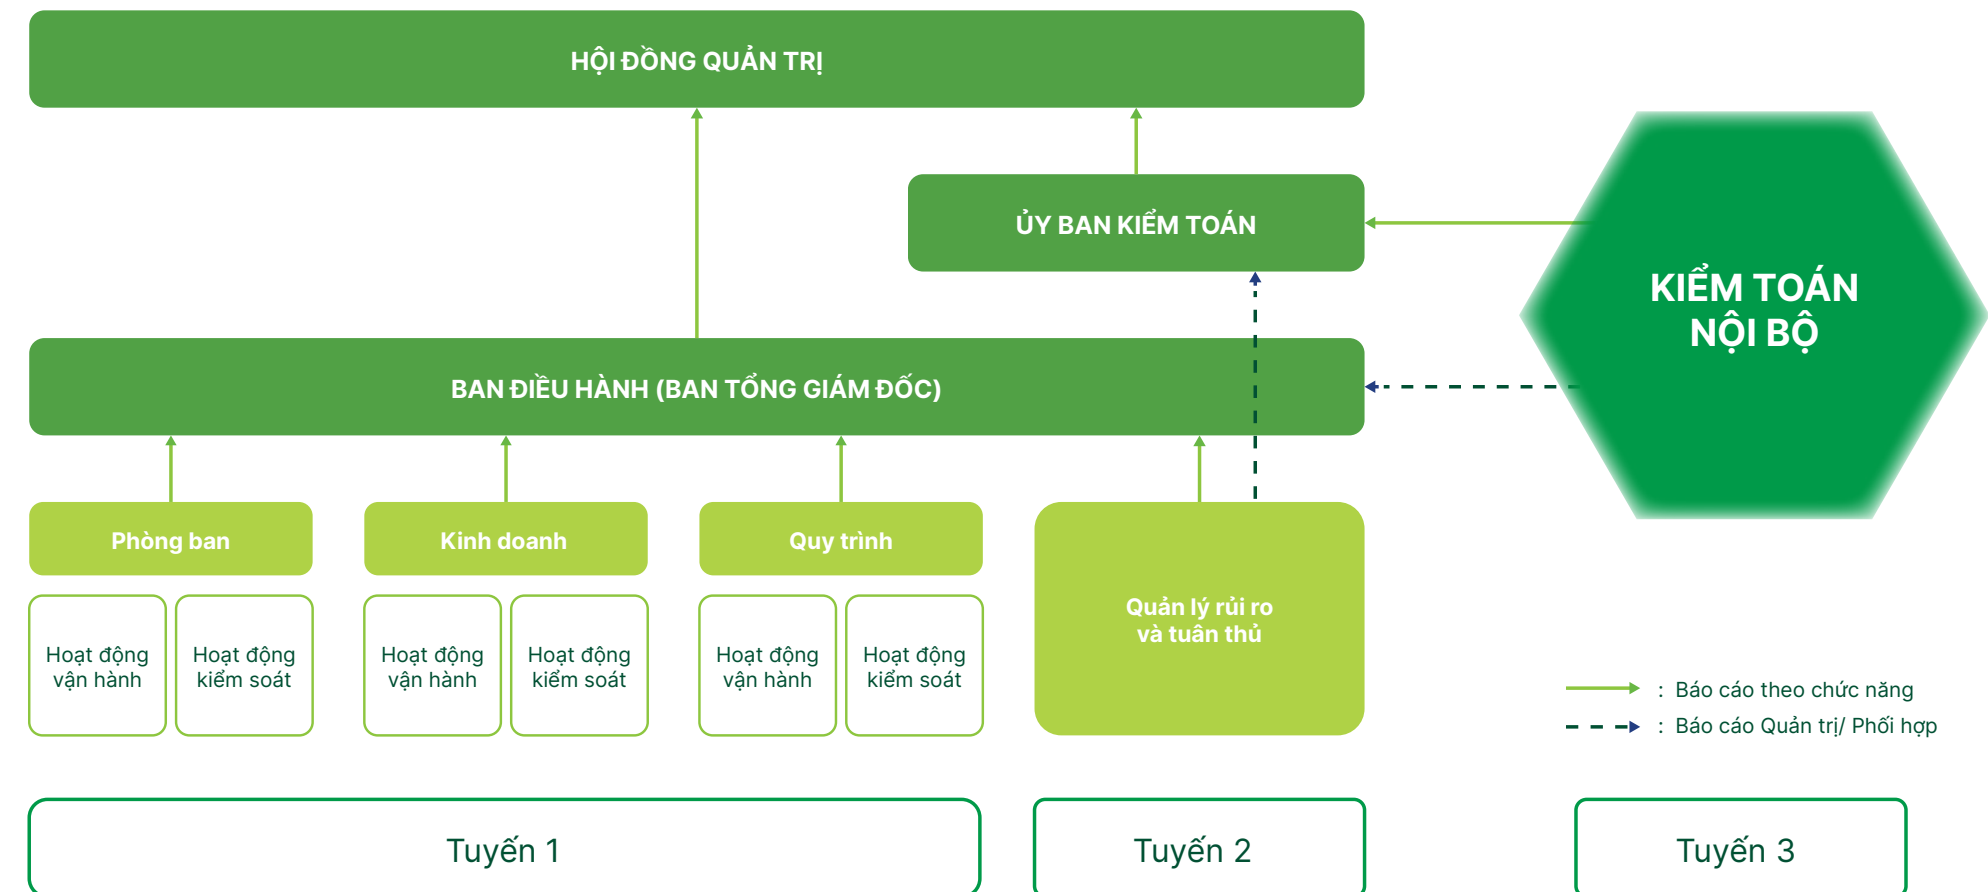 HỘI ĐỒNG QUẢN TRỊ
ỦY BAN KIỂM TOÁN
KIỂM TOÁN
NỘI BỘ
BAN ĐIỀU HÀNH (BAN TỔNG GIÁM ĐỐC)
Phòng ban
Kinh doanh
Quy trình
Quản lý rủi ro
và tuân thủ
Hoạt động
vận hành
Hoạt động
kiểm soát
Hoạt động
vận hành
Hoạt động
kiểm soát
Hoạt động
vận hành
Hoạt động
kiểm soát
: Báo cáo theo chức năng
: Báo cáo Quản trị/ Phối hợp
Tuyến 1
Tuyến 2
Tuyến 3